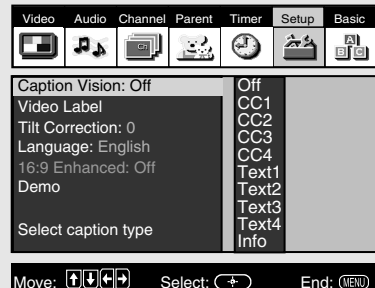 Video Audio Channel Parent Timer Setup Basic
Ch
A
B C
Caption Vision: Off
Video Label
Tilt Correction: 0
Language: English
16:9 Enhanced: Off
Demo
Select caption type
Off
CC1
CC2
CC3
CC4
Text1
Text2
Text3
Text4
Info
Move: Select: End: MENU